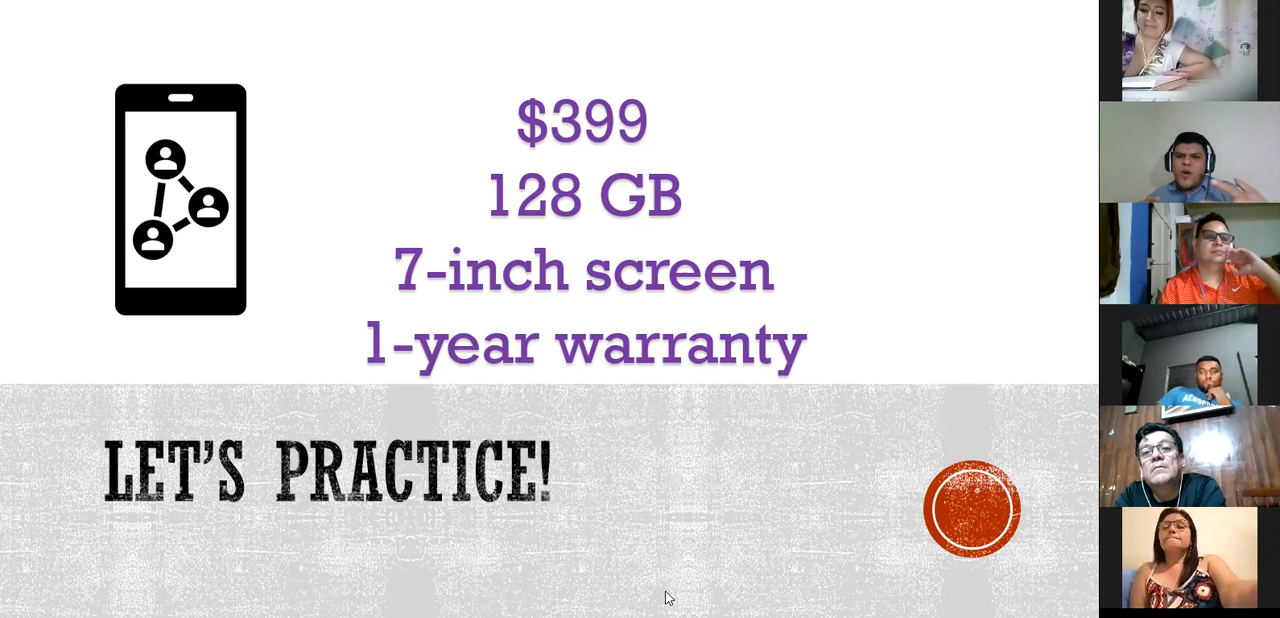 $399
128 GB
7-inch screen
1-year warranty
LET'S PRACTICE!